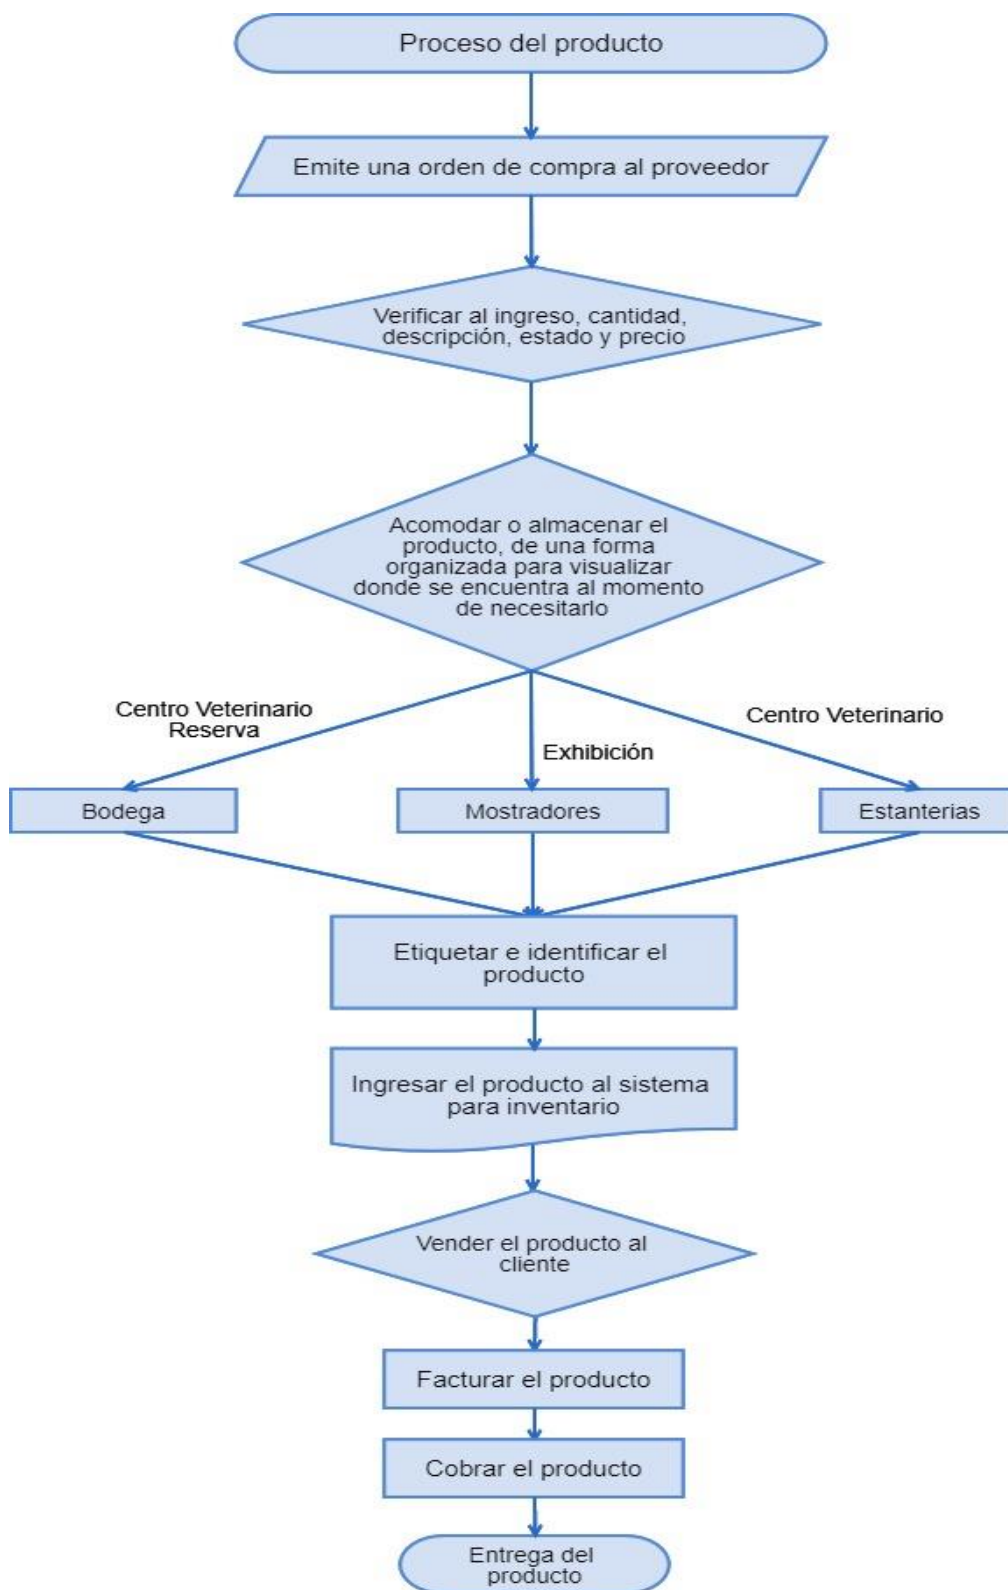 Proceso del producto
Emite una orden de compra al proveedor
Verificar al ingreso, cantidad,
descripción, estado y precio
Acomodar o almacenar el
producto, de una forma
organizada para visualizar
donde se encuentra al momento
de necesitarlo
Centro Veterinario
Reserva
Exhibición
Centro Veterinario
Bodega
Mostradores
Estanterias
Etiquetar e identificar el
producto
Ingresar el producto al sistema
para inventario
Vender el producto al
cliente
Facturar el producto
Cobrar el producto
Entrega del
producto